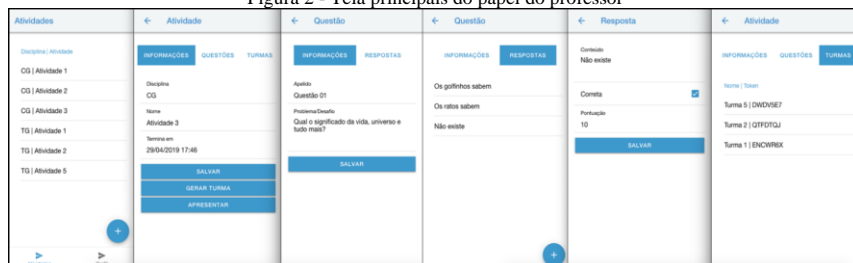 Figura 2 - Tela principais do papel do professor
Atividades
Disciplina | Atividade
CG | Atividade 1
CG | Atividade 2
CG | Atividade 3
TG | Atividade 1
TG | Atividade 2
TG | Atividade 5
+
← Atividade
INFORMAÇÕES QUESTÕES TURMAS
Disciplina
CG
Nome
Atividade 3
Termina em
29/04/2019 17:46
SALVAR
GERAR TURMA
APRESENTAR
← Questão
INFORMAÇÕES RESPOSTAS
Apelido
Questão 01
Problema/Desafio
Qual o significado da vida, universo e
tudo mais?
SALVAR
← Questão
INFORMAÇÕES RESPOSTAS
Os golfinhos sabem
Os ratos sabem
Não existe
+
← Resposta
Conteúdo
Não existe
Correta
Pontuação
10
SALVAR
← Atividade
INFORMAÇÕES QUESTÕES TURMAS
Nome | Token
Turma 5 | DWDV5E7
Turma 2 | QTFDTQJ
Turma 1 | ENCWR6X